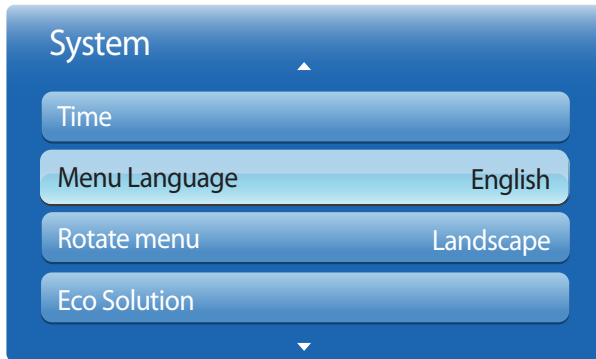 System
Time
Menu Language English
Rotate menu Landscape
Eco Solution